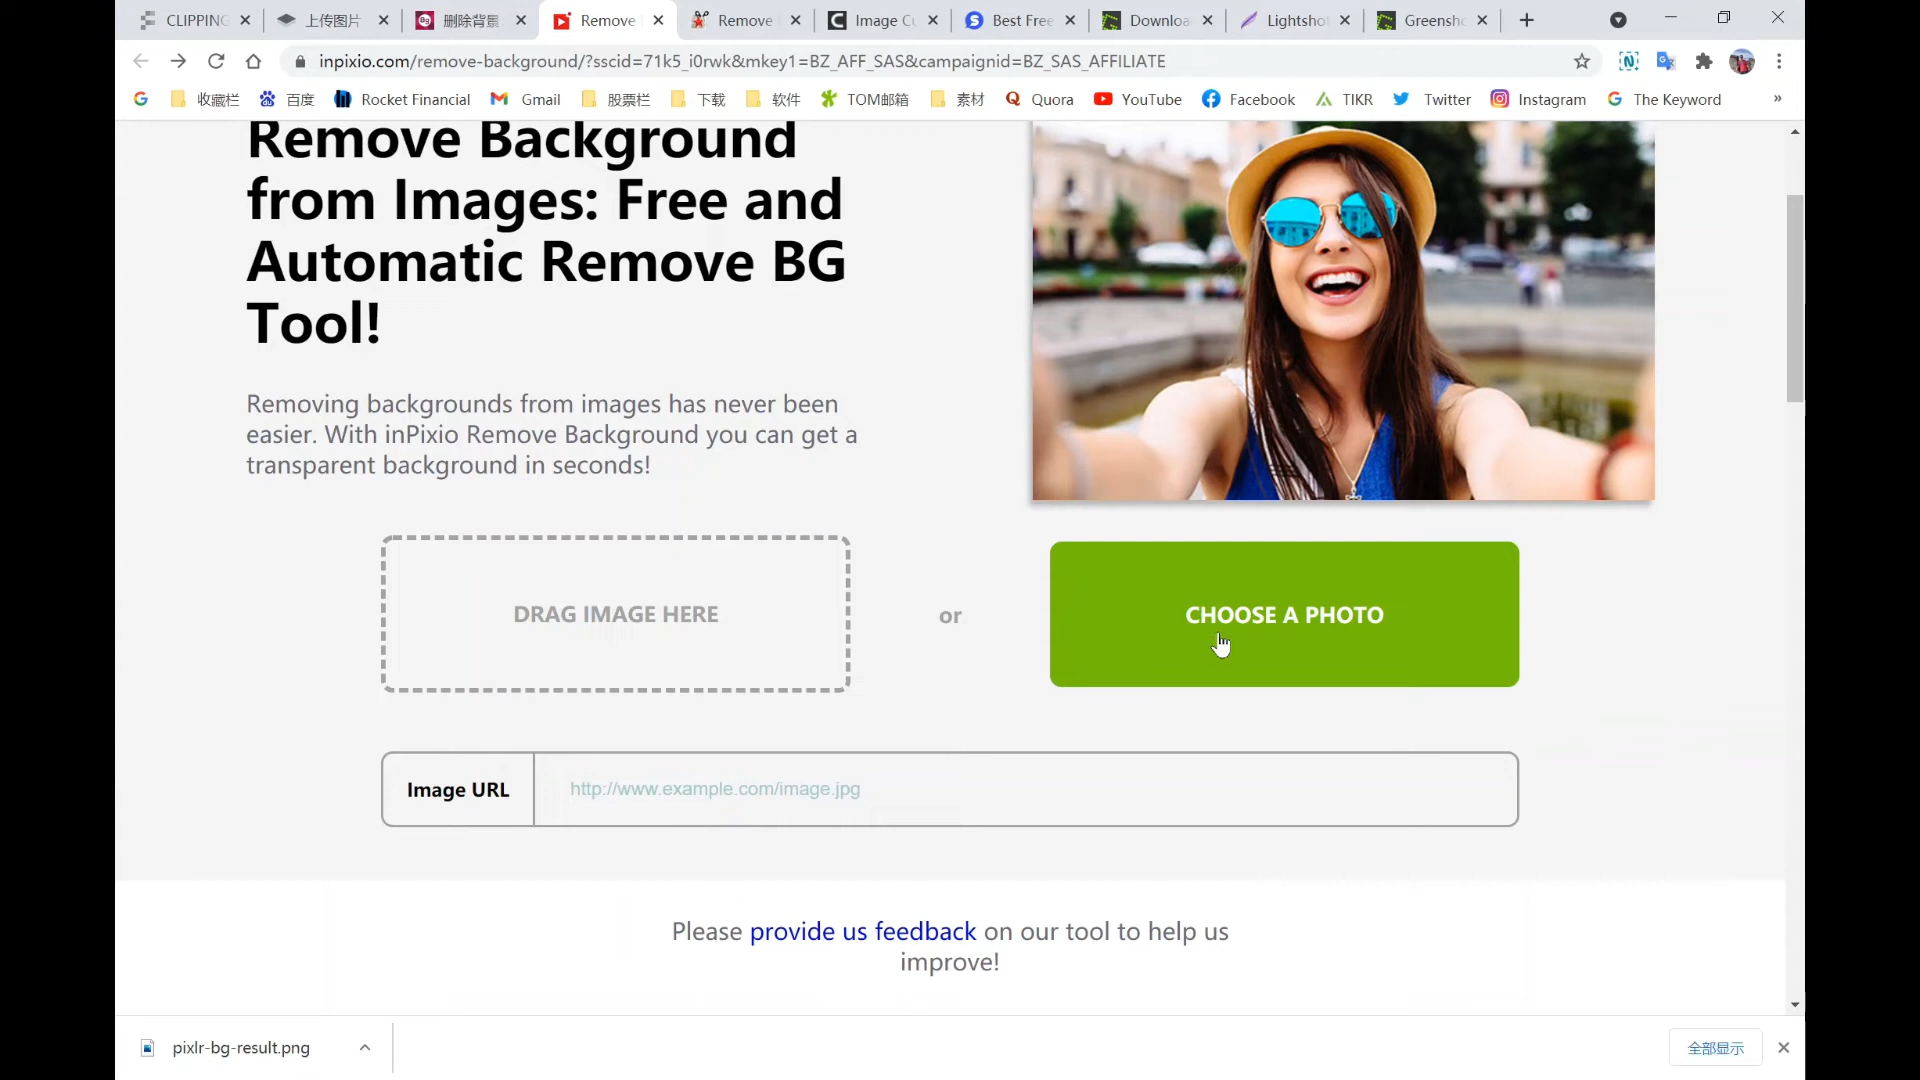 CLIPPING
上传图片
删除背景
Remove
Remove
Image Cu
Best Free
Downloa
Lightshot
Greensho
inpixio.com/remove-background/?sscid=71k5_i0rwk&mkey1=BZ_AFF_SAS&campaignid=BZ_SAS_AFFILIATE
收藏栏
百度
Rocket Financial
Gmail
股票栏
下载
软件
TOM邮箱
素材
Quora
YouTube
Facebook
TIKR
Twitter
Instagram
The Keyword
»
Remove Background
from Images: Free and
Automatic Remove BG
Tool!
Removing backgrounds from images has never been
easier. With inPixio Remove Background you can get a
transparent background in seconds!
DRAG IMAGE HERE
or
CHOOSE A PHOTO
Image URL
http://www.example.com/image.jpg
Please provide us feedback on our tool to help us
improve!
pixlr-bg-result.png
全部显示